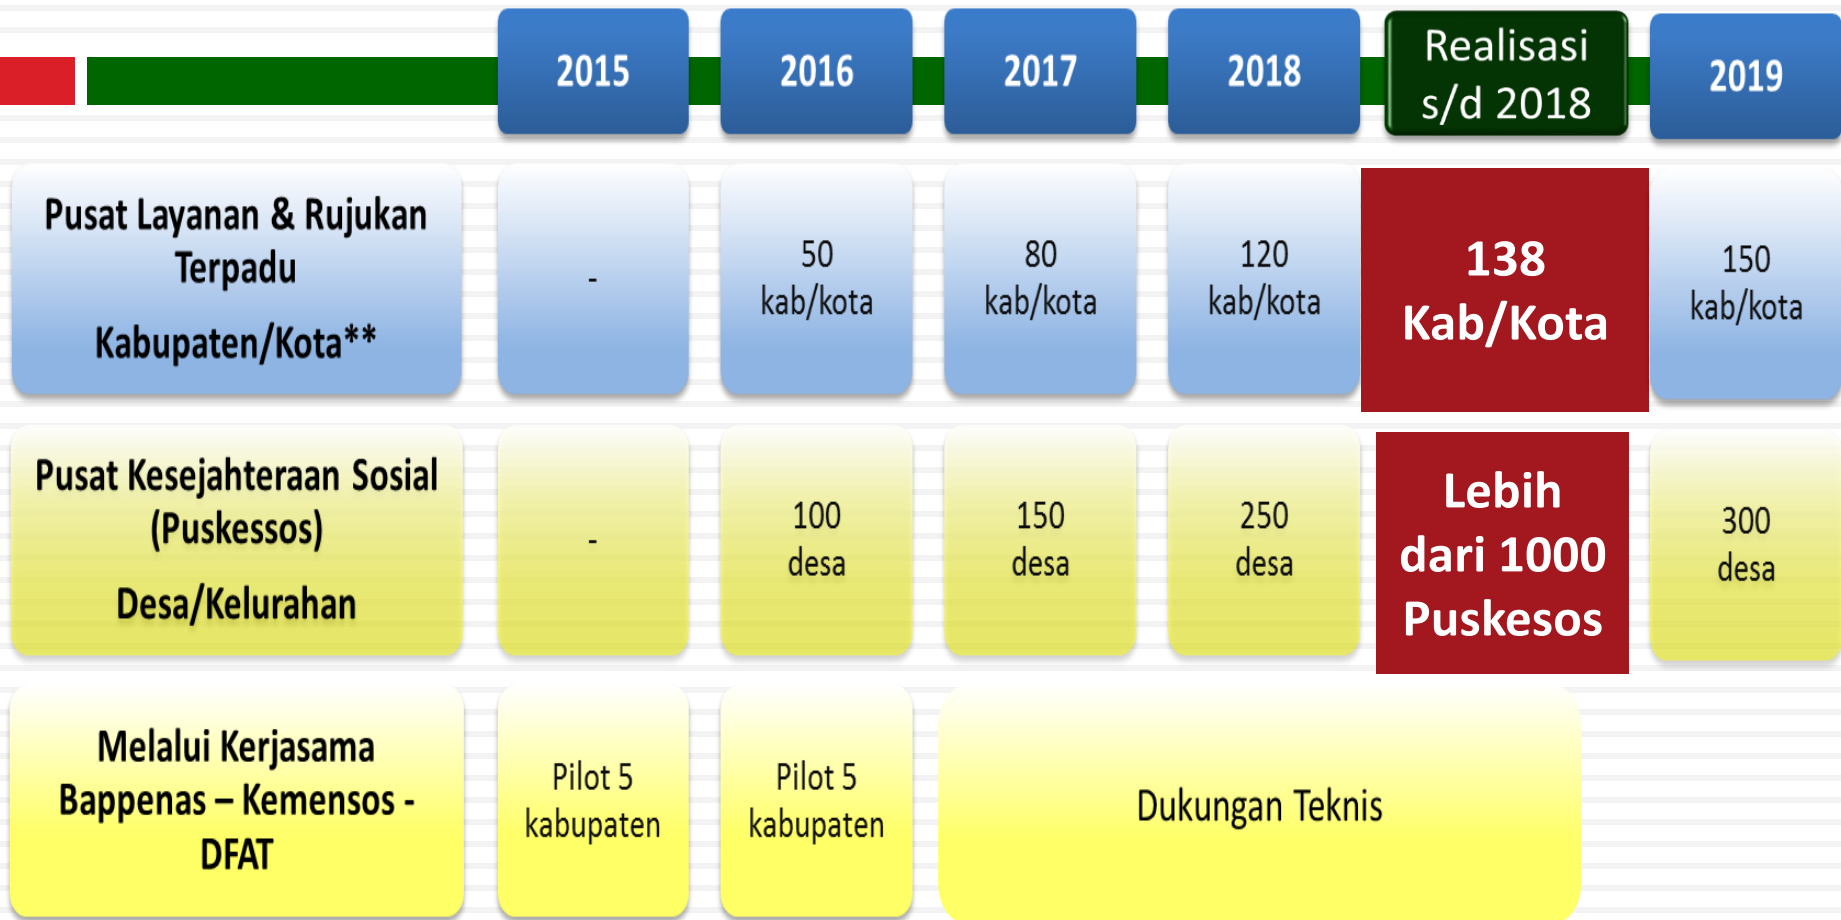 2015
2016
2017
2018
Realisasi
s/d 2018
2019
Pusat Layanan & Rujukan
Terpadu
Kabupaten/Kota**
-
50
kab/kota
80
kab/kota
120
kab/kota
138
Kab/Kota
150
kab/kota
Pusat Kesejahteraan Sosial
(Puskessos)
Desa/Kelurahan
-
100
desa
150
desa
250
desa
Lebih
dari 1000
Puskesos
300
desa
Melalui Kerjasama
Bappenas – Kemensos -
DFAT
Pilot 5
kabupaten
Pilot 5
kabupaten
Dukungan Teknis